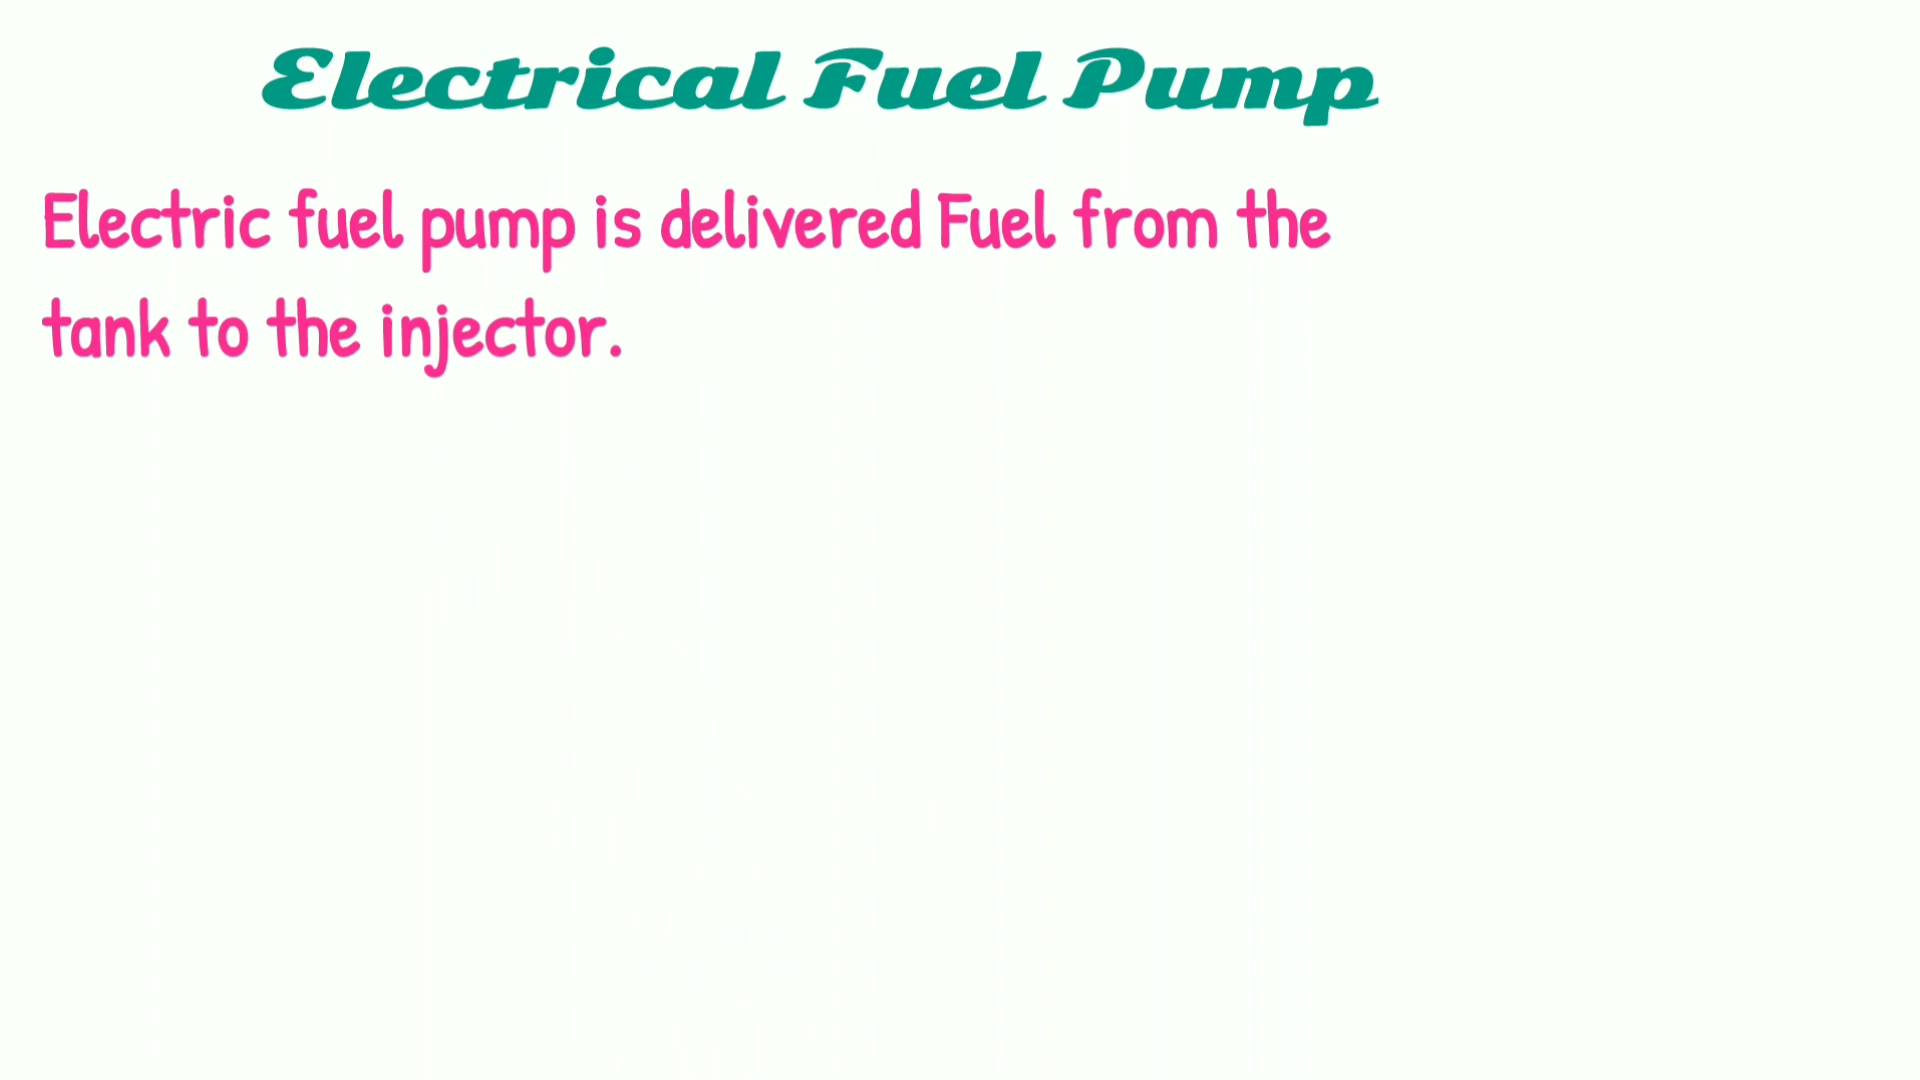 Electrical Fuel Pump
Electric fuel pump is delivered Fuel from the
tank to the injector.